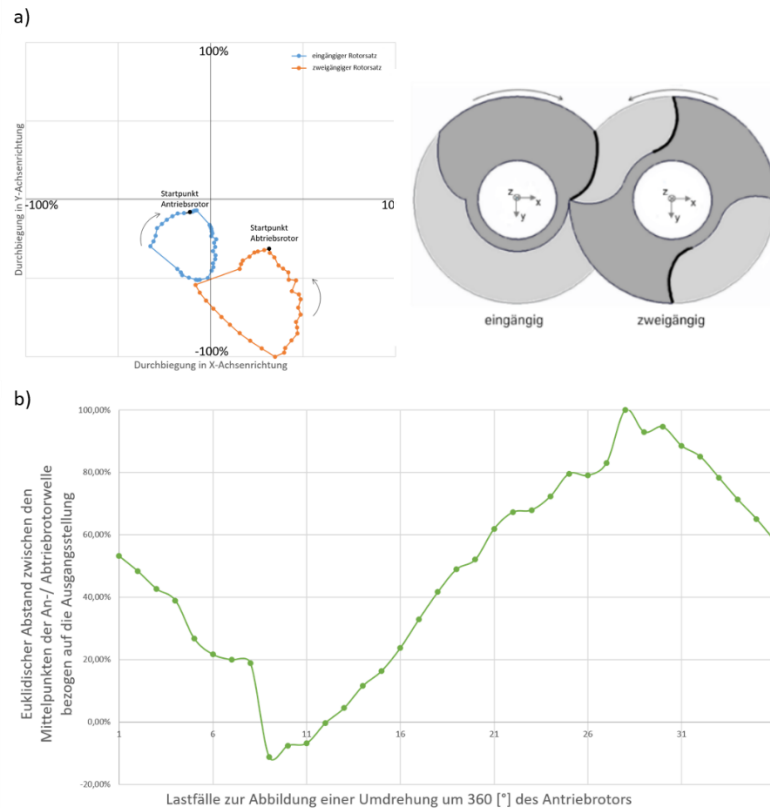 a)
100%
eingängiger Rotorsatz
zweigängiger Rotorsatz
Durchbiegung in Y-Achsenrichtung
-100%
10
Startpunkt
Antriebsrotor
Startpunkt
Abtriebsrotor
-100%
Durchbiegung in X-Achsenrichtung
z
x
y
z
x
y
eingängig
zweigängig
b)
Euklidischer Abstand zwischen den
Mittelpunkten der An-/ Abtriebrotorwelle
bezogen auf die Ausgangsstellung
100,00%
80,00%
60,00%
40,00%
20,00%
0,00%
-20,00%
1
6
11
16
21
26
31
Lastfälle zur Abbildung einer Umdrehung um 360 [°] des Antriebrotors